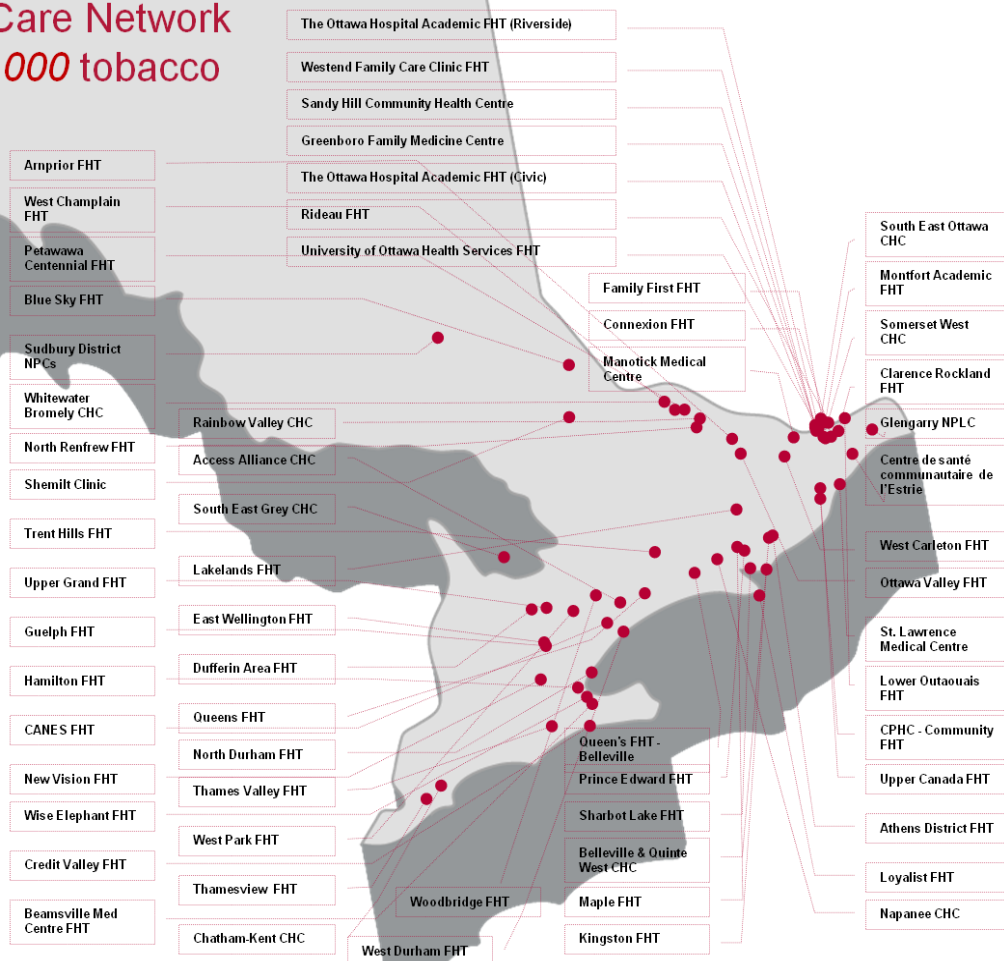 Care Network
000 tobacco
The Ottawa Hospital Academic FHT (Riverside)
Westend Family Care Clinic FHT
Sandy Hill Community Health Centre
Greenboro Family Medicine Centre
The Ottawa Hospital Academic FHT (Civic)
Rideau FHT
University of Ottawa Health Services FHT
Arnprior FHT
West Champlain
FHT
Petawawa
Centennial FHT
Blue Sky FHT
Sudbury District
NPCs
Whitewater
Bromely CHC
North Renfrew FHT
Shemilt Clinic
Trent Hills FHT
Upper Grand FHT
Guelph FHT
Hamilton FHT
CANES FHT
New Vision FHT
Wise Elephant FHT
Credit Valley FHT
Beamsville Med
Centre FHT
Rainbow Valley CHC
Access Alliance CHC
South East Grey CHC
Lakelands FHT
East Wellington FHT
Dufferin Area FHT
Queens FHT
North Durham FHT
Thames Valley FHT
West Park FHT
Thamesview FHT
Chatham-Kent CHC
West Durham FHT
Woodbridge FHT
Family First FHT
Connexion FHT
Manotick Medical
Centre
Queen's FHT -
Belleville
Prince Edward FHT
Sharbot Lake FHT
Belleville & Quinte
West CHC
Maple FHT
Kingston FHT
South East Ottawa
CHC
Montfort Academic
FHT
Somerset West
CHC
Clarence Rockland
FHT
Glengarry NPLC
Centre de santé
communautaire de
l'Estrie
West Carleton FHT
Ottawa Valley FHT
St. Lawrence
Medical Centre
Lower Outaouais
FHT
CPHC - Community
FHT
Upper Canada FHT
Athens District FHT
Loyalist FHT
Napanee CHC